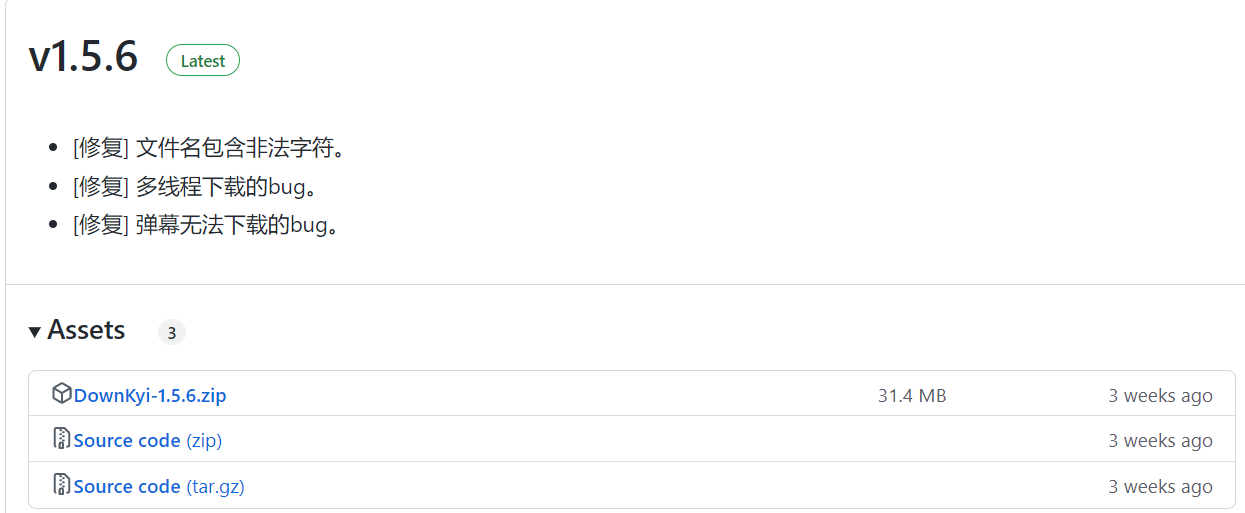 v1.5.6 Latest
[修复] 文件名包含非法字符。
[修复] 多线程下载的bug。
[修复] 弹幕无法下载的bug。
Assets 3
DownKyi-1.5.6.zip 31.4 MB 3 weeks ago
Source code (zip) 3 weeks ago
Source code (tar.gz) 3 weeks ago